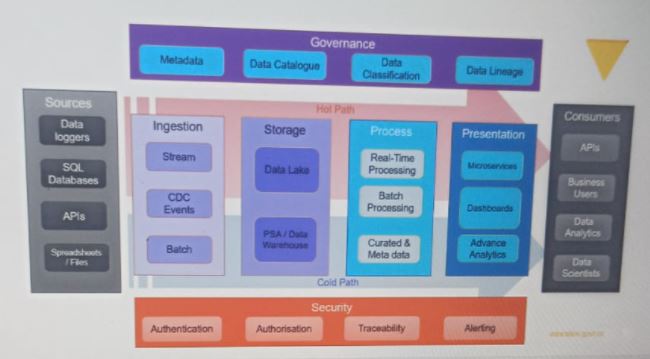 Governance
Metadata
Data Catalogue
Data
Classification
Data Lineage
Hot Path
Sources
Data
loggers
SQL
Databases
APIs
Spreadsheets
/ Files
Ingestion
Stream
CDC
Events
Batch
Storage
Data Lake
PSA / Data
Warehouse
Process
Real-Time
Processing
Batch
Processing
Curated &
Meta data
Presentation
Microservices
Dashboards
Advance
Analytics
Consumers
APIs
Business
Users
Data
Analytics
Data
Scientists
Cold Path
Security
Authentication
Authorisation
Traceability
Alerting